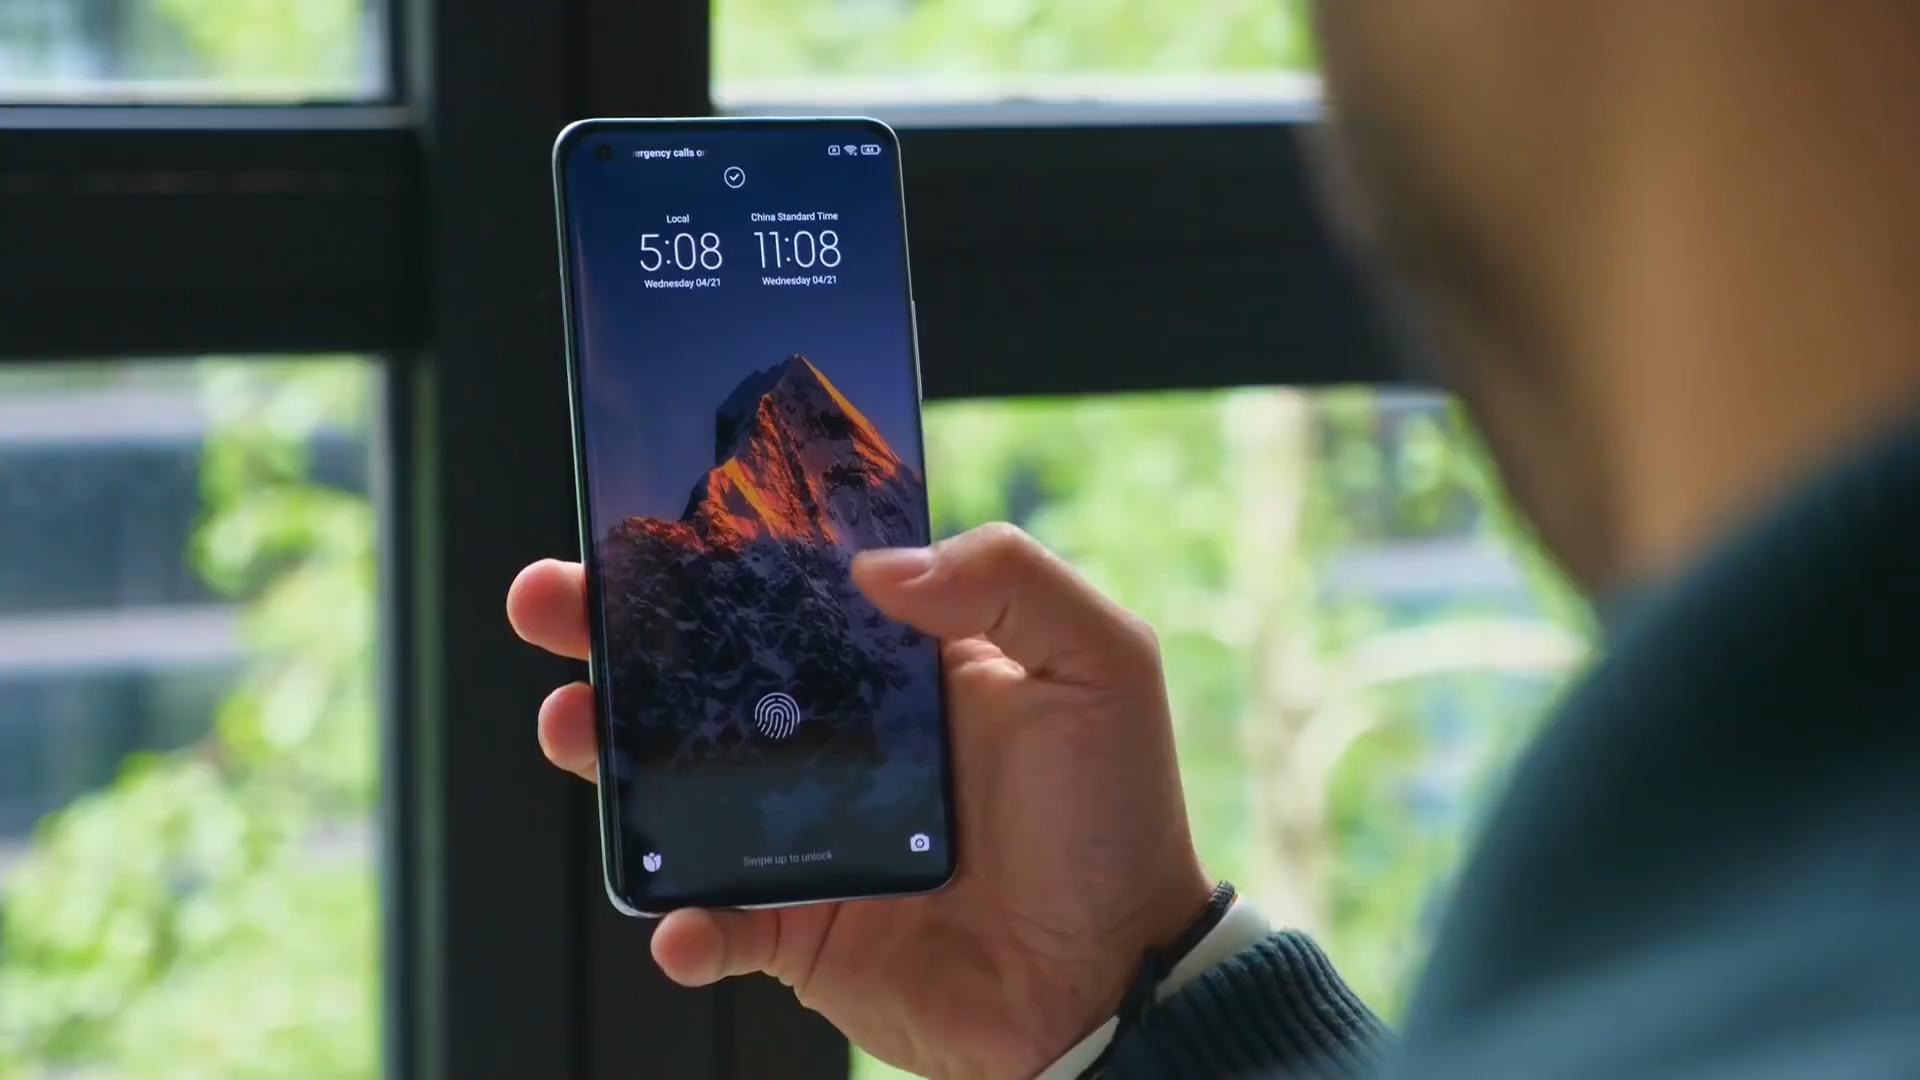 ergency calls o
Local
China Standard Time
5:08
11:08
Wednesday 04/21
Wednesday 04/21
Swipe up to unlock